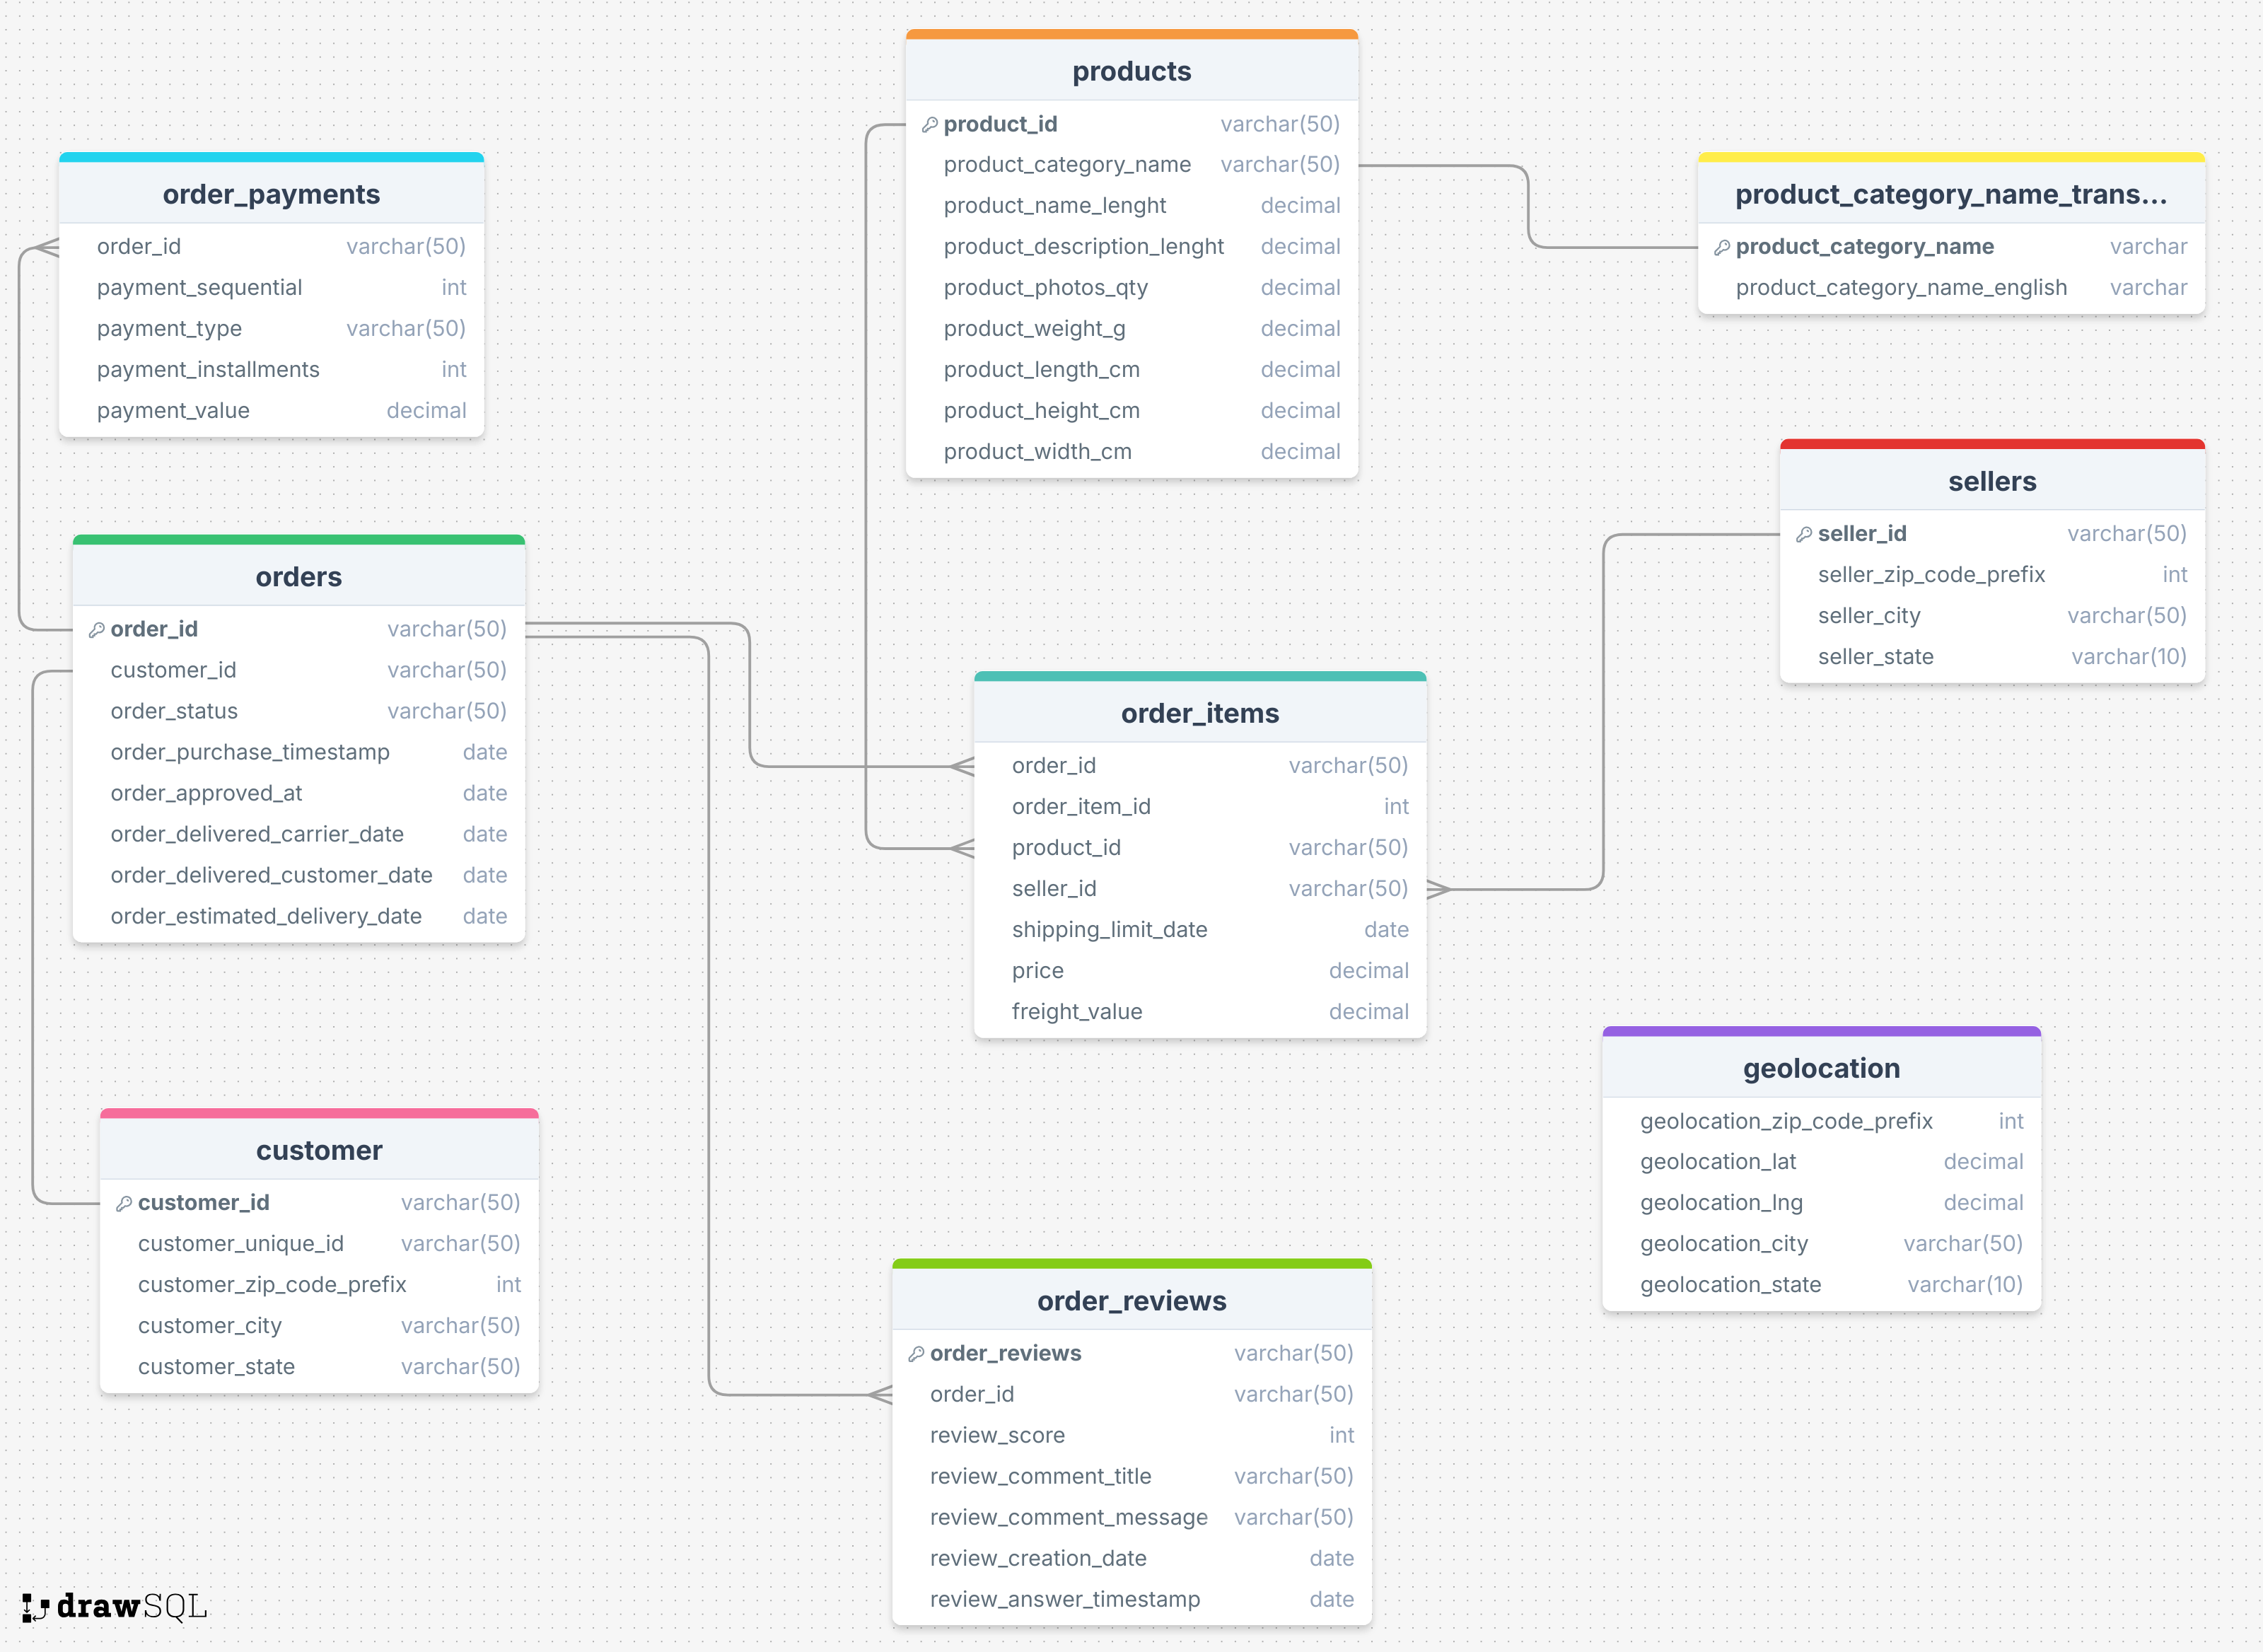 products
product_id varchar(50)
product_category_name varchar(50)
product_name_lenght decimal
product_description_lenght decimal
product_photos_qty decimal
product_weight_g decimal
product_length_cm decimal
product_height_cm decimal
product_width_cm decimal
order_payments
order_id varchar(50)
payment_sequential int
payment_type varchar(50)
payment_installments int
payment_value decimal
product_category_name_trans...
product_category_name varchar
product_category_name_english varchar
sellers
seller_id varchar(50)
seller_zip_code_prefix int
seller_city varchar(50)
seller_state varchar(10)
orders
order_id varchar(50)
customer_id varchar(50)
order_status varchar(50)
order_purchase_timestamp date
order_approved_at date
order_delivered_carrier_date date
order_delivered_customer_date date
order_estimated_delivery_date date
order_items
order_id varchar(50)
order_item_id int
product_id varchar(50)
seller_id varchar(50)
shipping_limit_date date
price decimal
freight_value decimal
geolocation
geolocation_zip_code_prefix int
geolocation_lat decimal
geolocation_lng decimal
geolocation_city varchar(50)
geolocation_state varchar(10)
customer
customer_id varchar(50)
customer_unique_id varchar(50)
customer_zip_code_prefix int
customer_city varchar(50)
customer_state varchar(50)
order_reviews
order_reviews varchar(50)
order_id varchar(50)
review_score int
review_comment_title varchar(50)
review_comment_message varchar(50)
review_creation_date date
review_answer_timestamp date
drawSQL